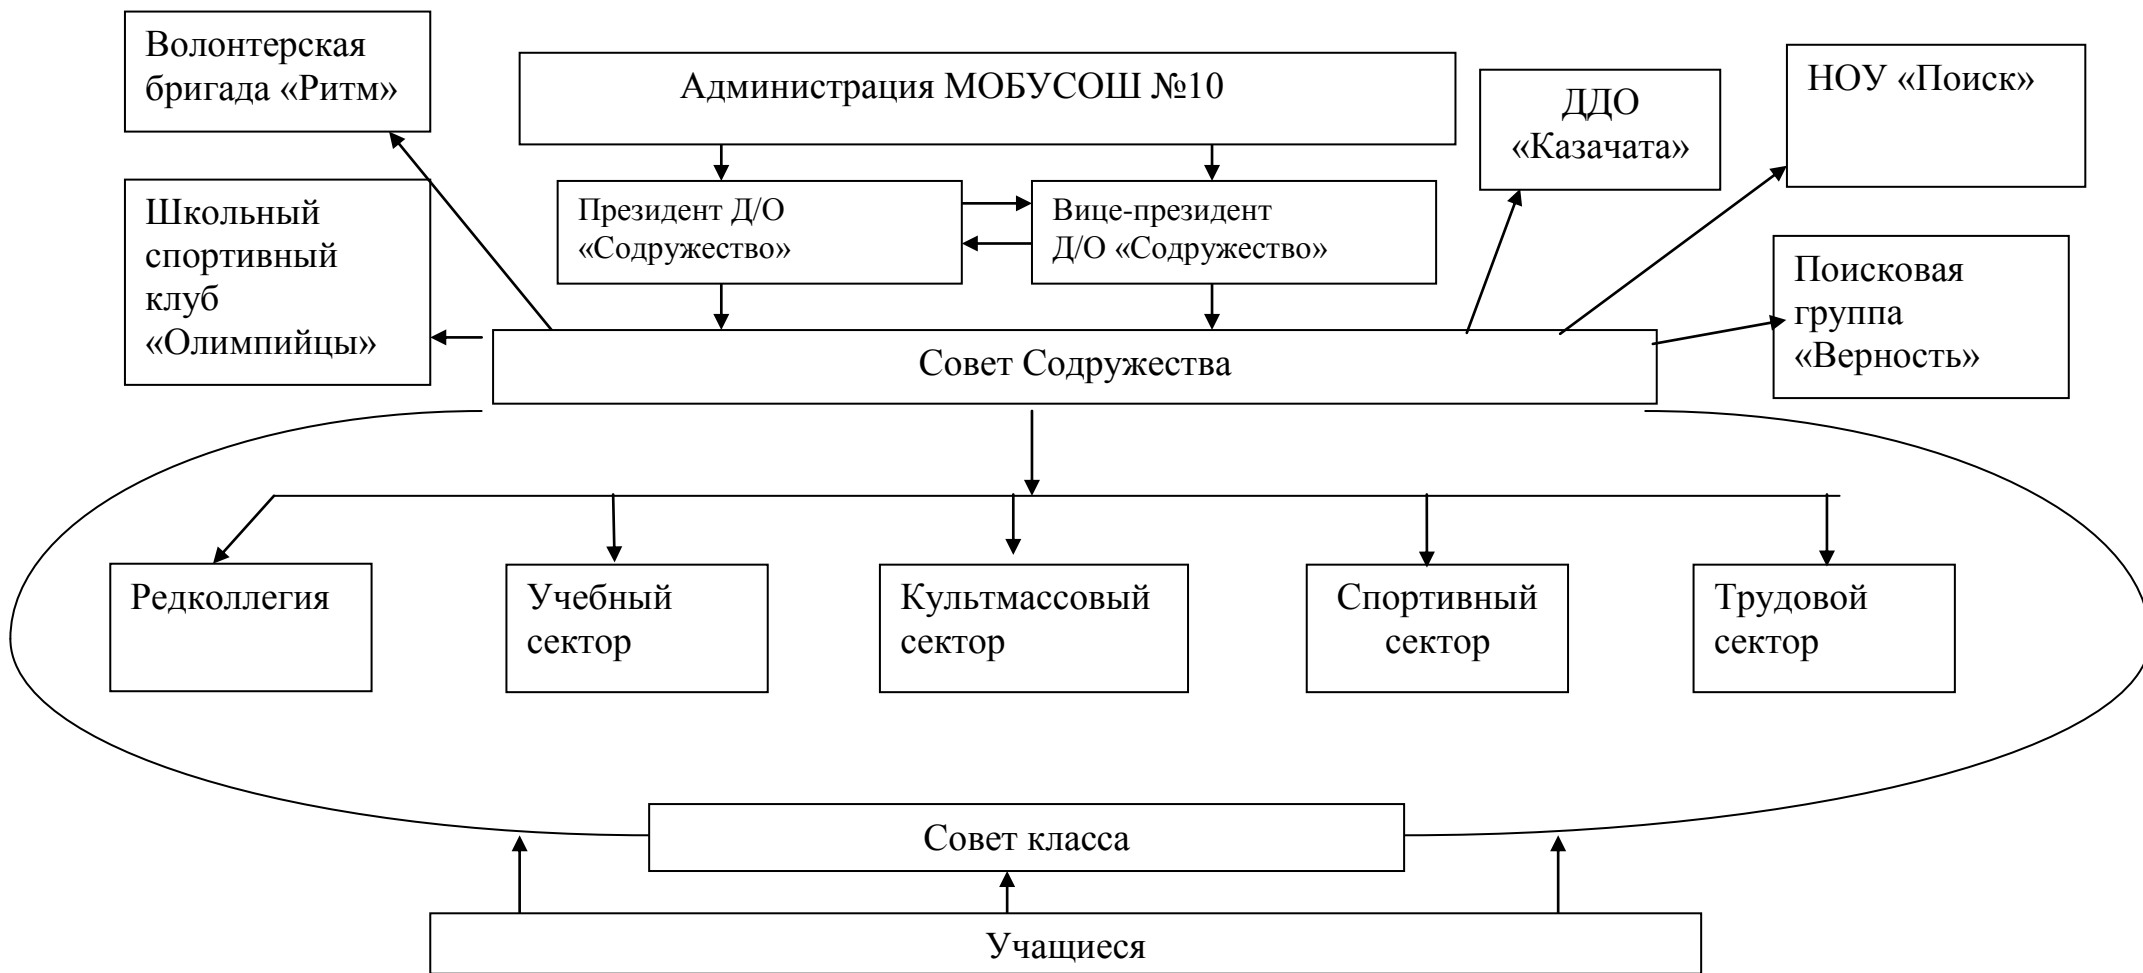 Волонтерская
бригада «Ритм»
Администрация МОБУСОШ №10
ДДО
«Казачата»
НОУ «Поиск»
Школьный
спортивный
клуб
«Олимпийцы»
Президент Д/О
«Содружество»
Вице-президент
Д/О «Содружество»
Поисковая
группа
«Верность»
Совет Содружества
Редколлегия
Учебный
сектор
Культмассовый
сектор
Спортивный
сектор
Трудовой
сектор
Совет класса
Учащиеся